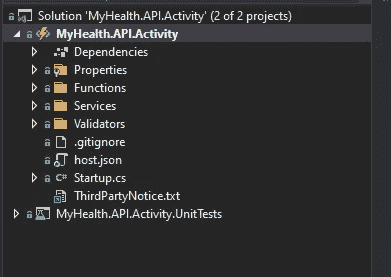 Solution 'MyHealth.API.Activity' (2 of 2 projects)
MyHealth.API.Activity
Dependencies
Properties
Functions
Services
Validators
.gitignore
host.json
C# Startup.cs
ThirdPartyNotice.txt
MyHealth.API.Activity.UnitTests